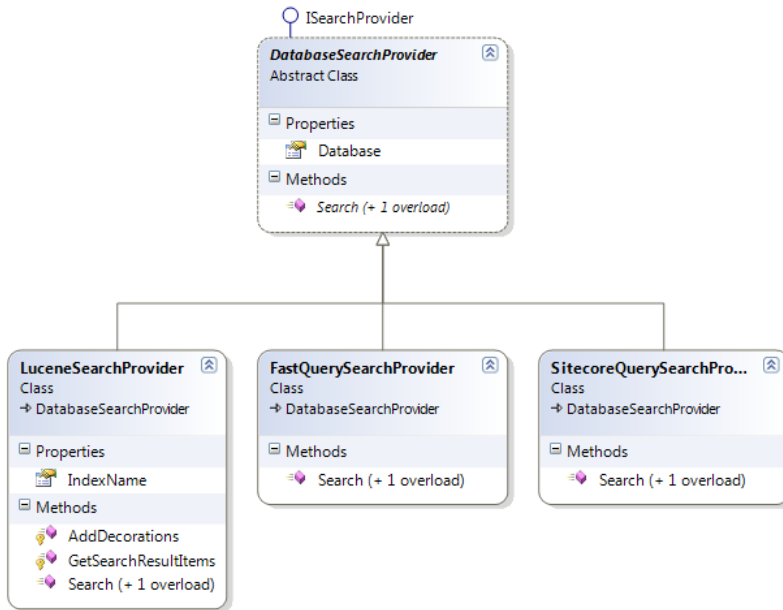 ISearchProvider
DatabaseSearchProvider
Abstract Class
Properties
Database
Methods
Search (+ 1 overload)
LuceneSearchProvider
Class
DatabaseSearchProvider
Properties
IndexName
Methods
AddDecorations
GetSearchResultItems
Search (+ 1 overload)
FastQuerySearchProvider
Class
DatabaseSearchProvider
Methods
Search (+ 1 overload)
SitecoreQuerySearchPro...
Class
DatabaseSearchProvider
Methods
Search (+ 1 overload)